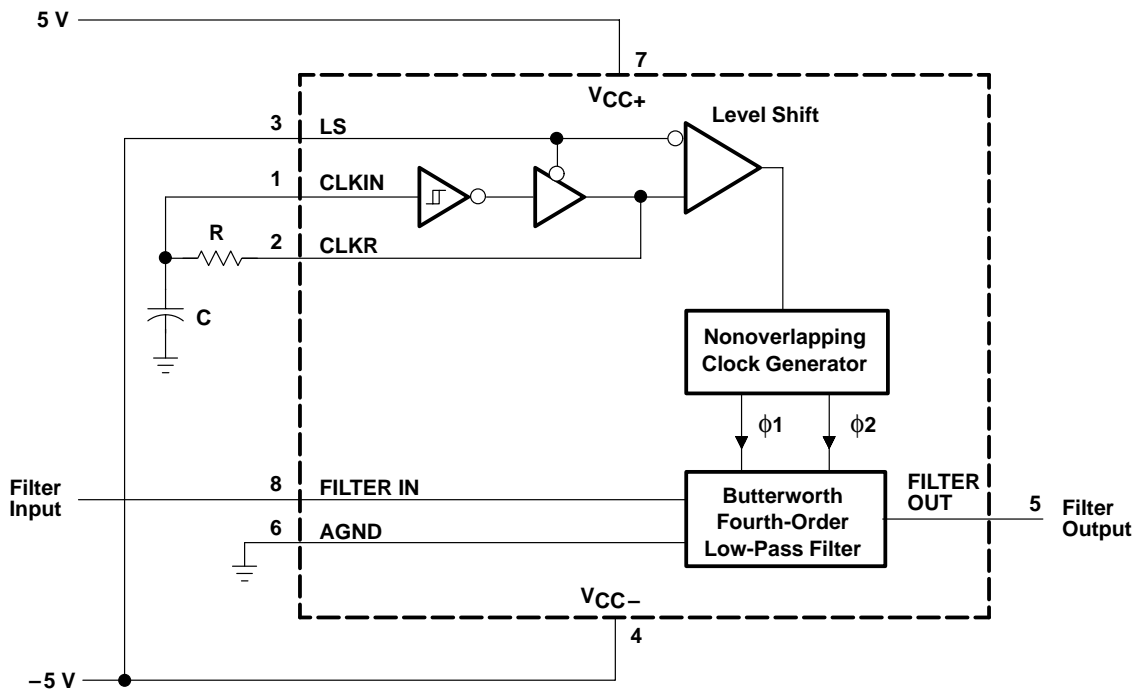 5 V
7
VCC+
Level Shift
3
LS
1
CLKIN
R
2
CLKR
C
Nonoverlapping
Clock Generator
ϕ1
ϕ2
8
FILTER IN
Filter
Input
6
AGND
Butterworth
Fourth-Order
Low-Pass Filter
FILTER
OUT
5
Filter
Output
VCC−
4
−5 V